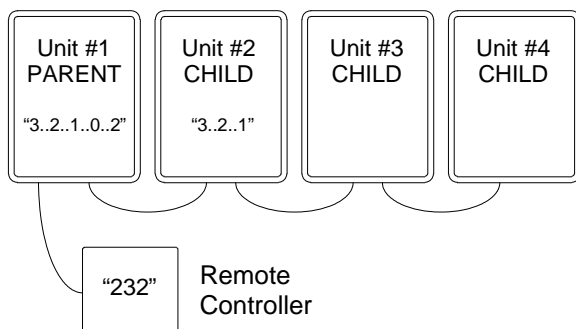 Unit #1
PARENT
“3..2..1..0..2”
Unit #2
CHILD
“3..2..1”
Unit #3
CHILD
Unit #4
CHILD
“232”
Remote
Controller